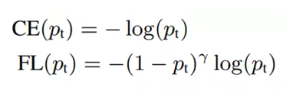 CE(pₜ) = − log(pₜ)
FL(pₜ) = −(1 − pₜ)ᵞ log(pₜ)